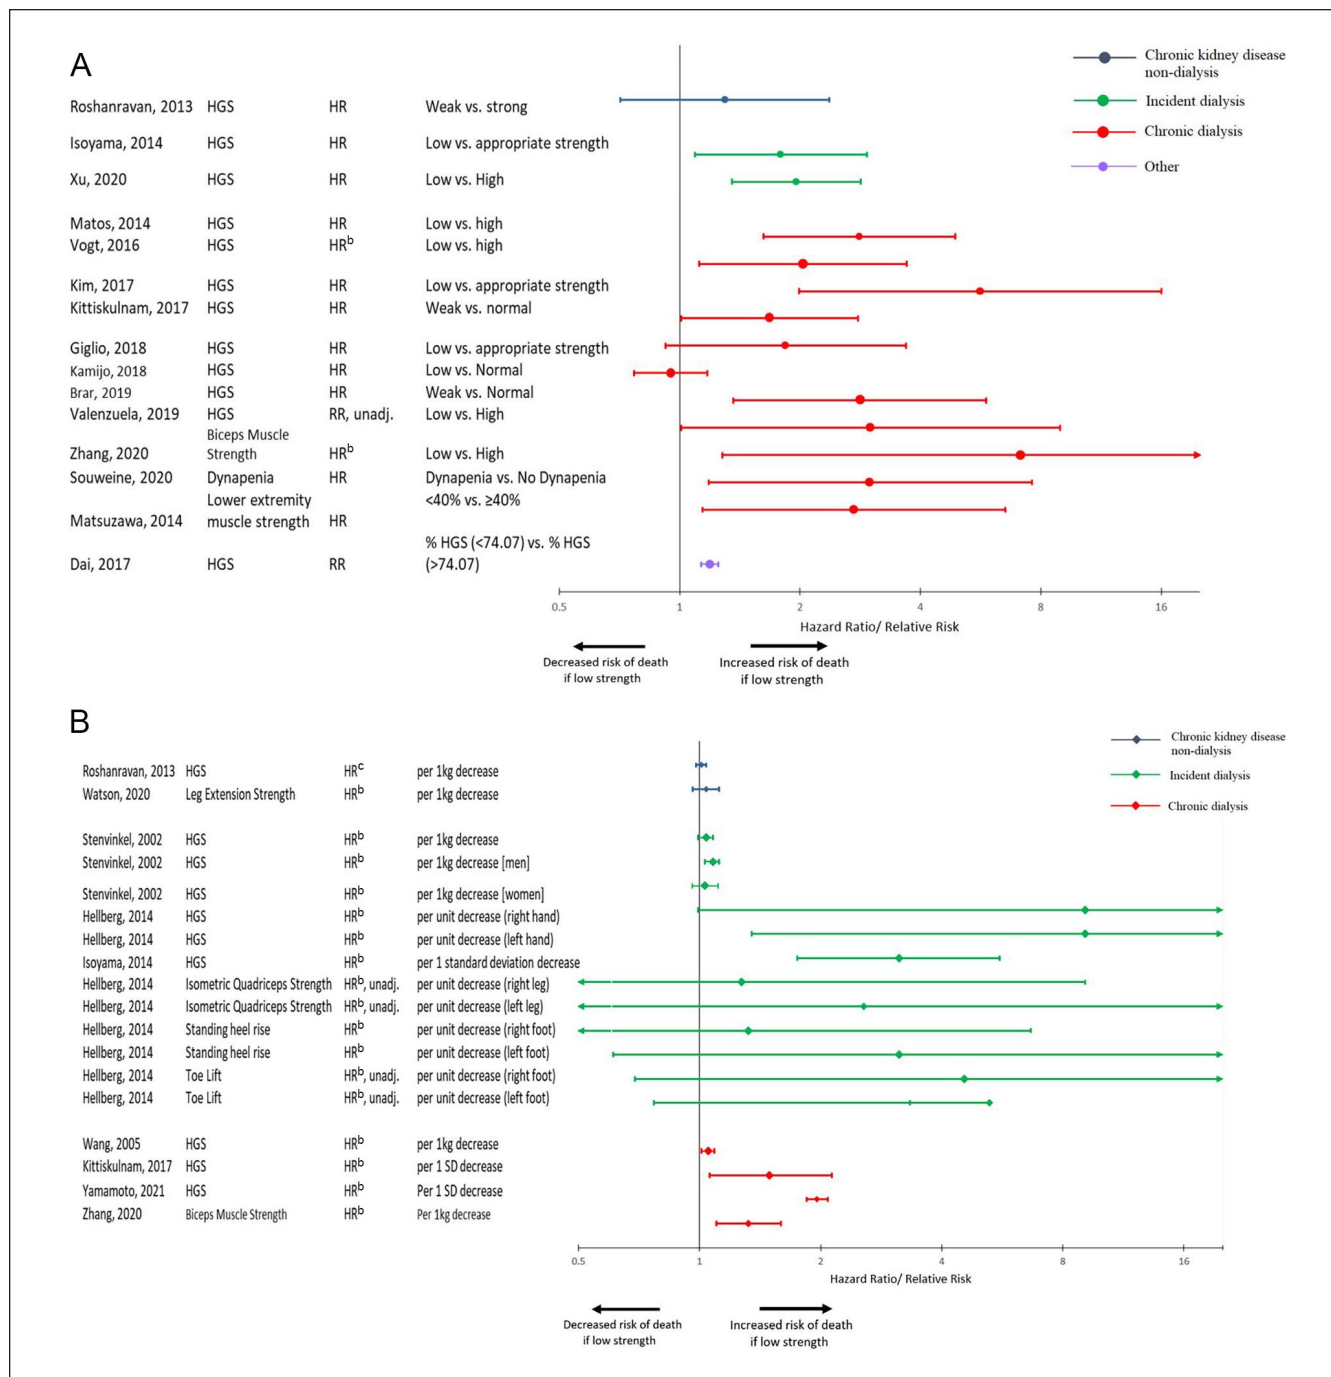 A
Chronic kidney disease
non-dialysis
Incident dialysis
Chronic dialysis
Other
Roshanravan, 2013 HGS HR Weak vs. strong
Isoyama, 2014 HGS HR Low vs. appropriate strength
Xu, 2020 HGS HR Low vs. High
Matos, 2014 HGS HR Low vs. high
Vogt, 2016 HGS HRb Low vs. high
Kim, 2017 HGS HR Low vs. appropriate strength
Kittiskulnam, 2017 HGS HR Weak vs. normal
Giglio, 2018 HGS HR Low vs. appropriate strength
Kamijo, 2018 HGS HR Low vs. Normal
Brar, 2019 HGS HR Weak vs. Normal
Valenzuela, 2019 HGS RR, unadj. Low vs. High
Biceps Muscle
Zhang, 2020 Strength HRb Low vs. High
Souweine, 2020 Dynapenia HR Dynapenia vs. No Dynapenia
Lower extremity <40% vs. ≥40%
Matsuzawa, 2014 muscle strength HR
% HGS (<74.07) vs. % HGS
Dai, 2017 HGS RR (>74.07)
0.5 1 2 4 8 16
Hazard Ratio/ Relative Risk
Decreased risk of death
if low strength
Increased risk of death
if low strength
B
Chronic kidney disease
non-dialysis
Incident dialysis
Chronic dialysis
Roshanravan, 2013 HGS HRc per 1kg decrease
Watson, 2020 Leg Extension Strength HRb per 1kg decrease
Stenvinkel, 2002 HGS HRb per 1kg decrease
Stenvinkel, 2002 HGS HRb per 1kg decrease [men]
Stenvinkel, 2002 HGS HRb per 1kg decrease [women]
Hellberg, 2014 HGS HRb per unit decrease (right hand)
Hellberg, 2014 HGS HRb per unit decrease (left hand)
Isoyama, 2014 HGS HRb per 1 standard deviation decrease
Hellberg, 2014 Isometric Quadriceps Strength HRb, unadj. per unit decrease (right leg)
Hellberg, 2014 Isometric Quadriceps Strength HRb, unadj. per unit decrease (left leg)
Hellberg, 2014 Standing heel rise HRb per unit decrease (right foot)
Hellberg, 2014 Standing heel rise HRb per unit decrease (left foot)
Hellberg, 2014 Toe Lift HRb, unadj. per unit decrease (right foot)
Hellberg, 2014 Toe Lift HRb, unadj. per unit decrease (left foot)
Wang, 2005 HGS HRb per 1kg decrease
Kittiskulnam, 2017 HGS HRb per 1 SD decrease
Yamamoto, 2021 HGS HRb Per 1 SD decrease
Zhang, 2020 Biceps Muscle Strength HRb Per 1kg decrease
0.5 1 2 4 8 16
Hazard Ratio/ Relative Risk
Decreased risk of death
if low strength
Increased risk of death
if low strength